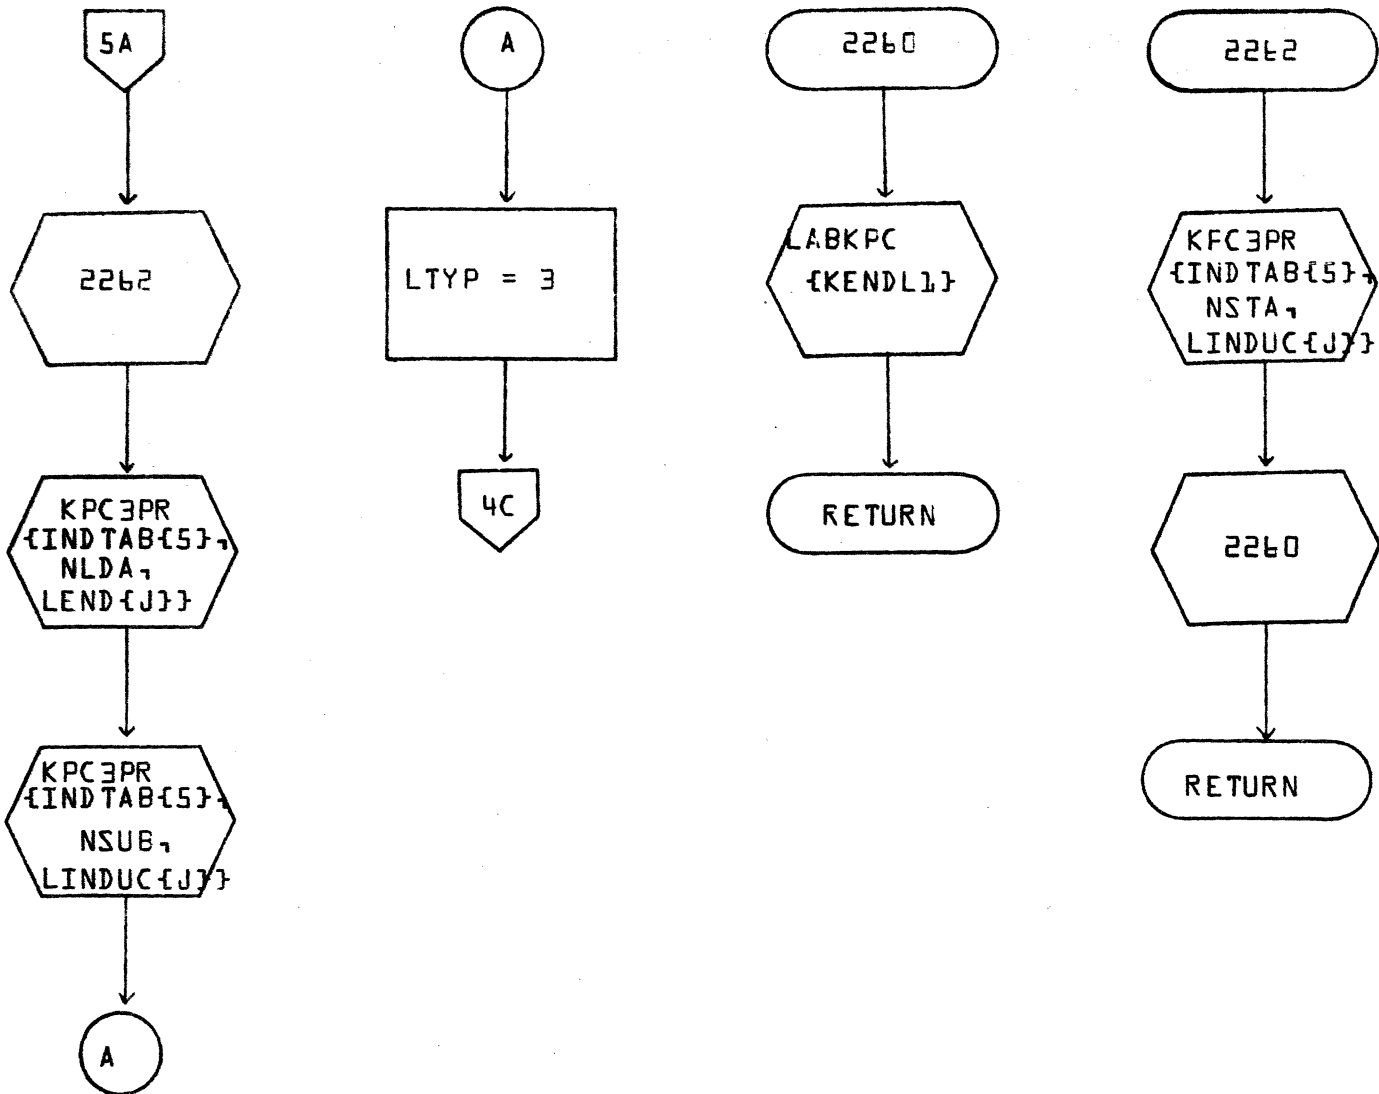 5A
2262
KPC3PR
{INDTAB{5},
NLDA,
LEND{J}}
KPC3PR
{INDTAB{5},
NSUB,
LINDUC{J}}
A
A
LTYP = 3
4C
2260
LABKPC
{KENDL1}
RETURN
2262
KPC3PR
{INDTAB{5},
NSTA,
LINDUC{J}}
2260
RETURN